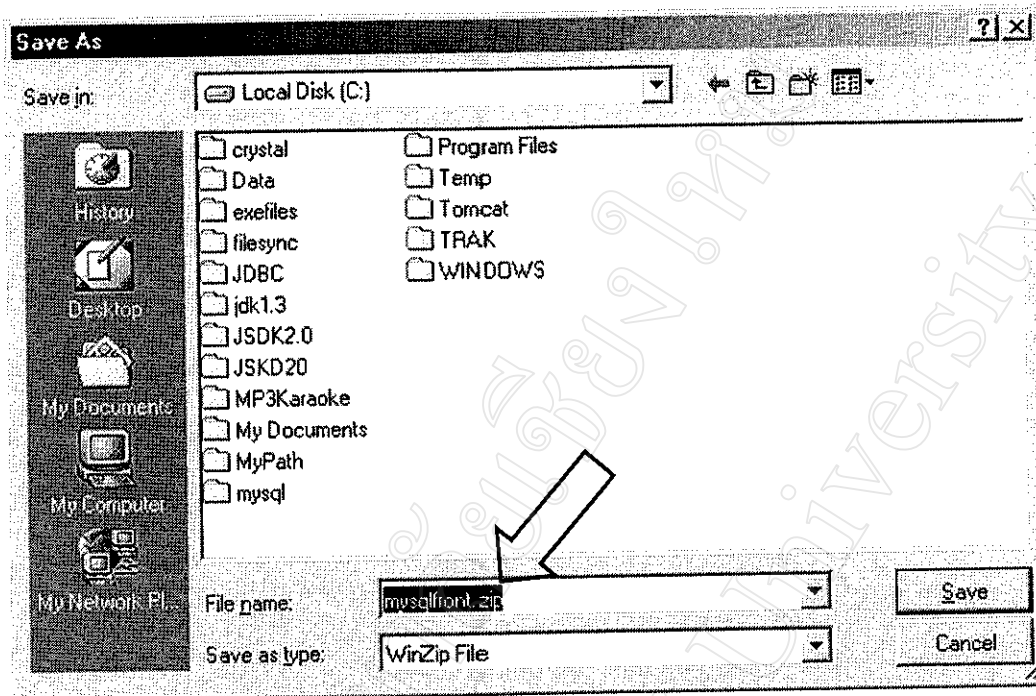 Save As
Save in:
Local Disk (C:)
History
Desktop
My Documents
My Computer
My Network Pl...
crystal
Data
exefiles
filesync
JDBC
jdk1.3
JSDK2.0
JSKD20
MP3Karaoke
My Documents
MyPath
mysql
Program Files
Temp
Tomcat
TRAK
WINDOWS
File name:
mysqlfront.zip
Save
Save as type:
WinZip File
Cancel
University